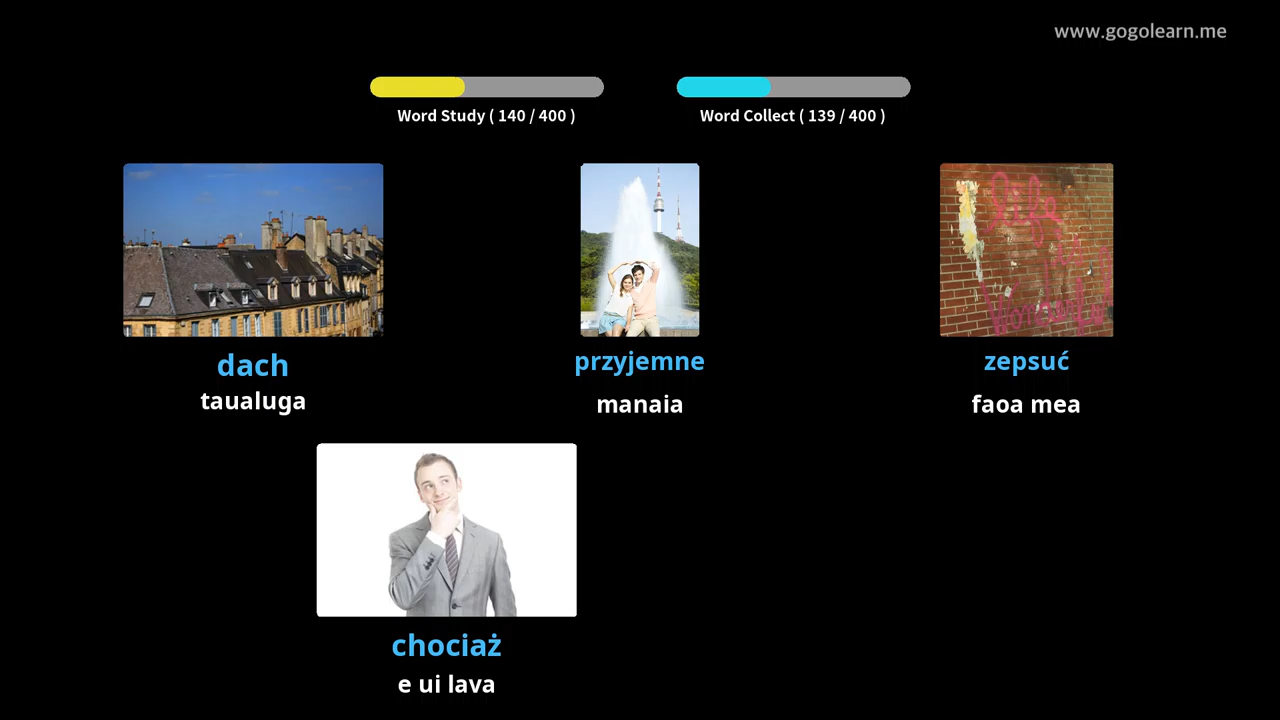 www.gogolearn.me
Word Study ( 140 / 400 )
Word Collect ( 139 / 400 )
dach
taualuga
przyjemne
manaia
zepsuć
faoa mea
chociaż
e ui lava